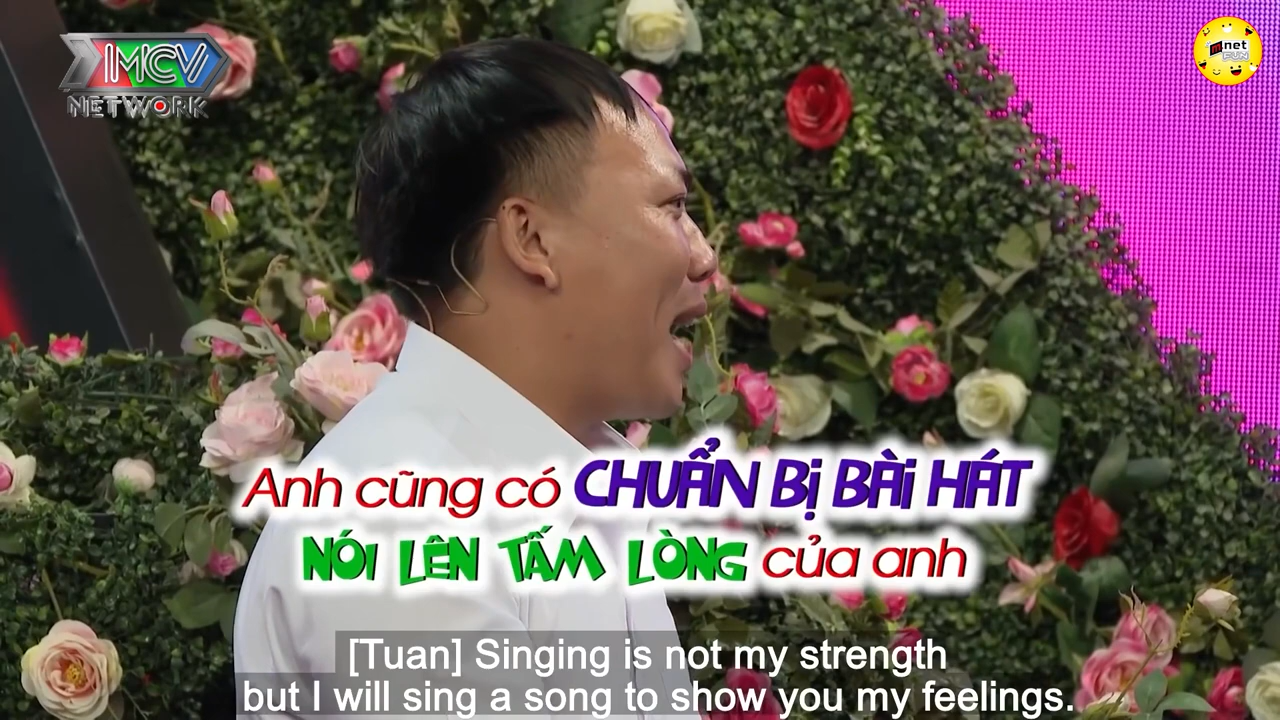 MCV
NETWORK
mnet
FUN
Anh cũng có CHUẨN Bị BÀi HÁT
NÓI LÊN TẤM LÒNG của anh
[Tuan] Singing is not my strength
but I will sing a song to show you my feelings.